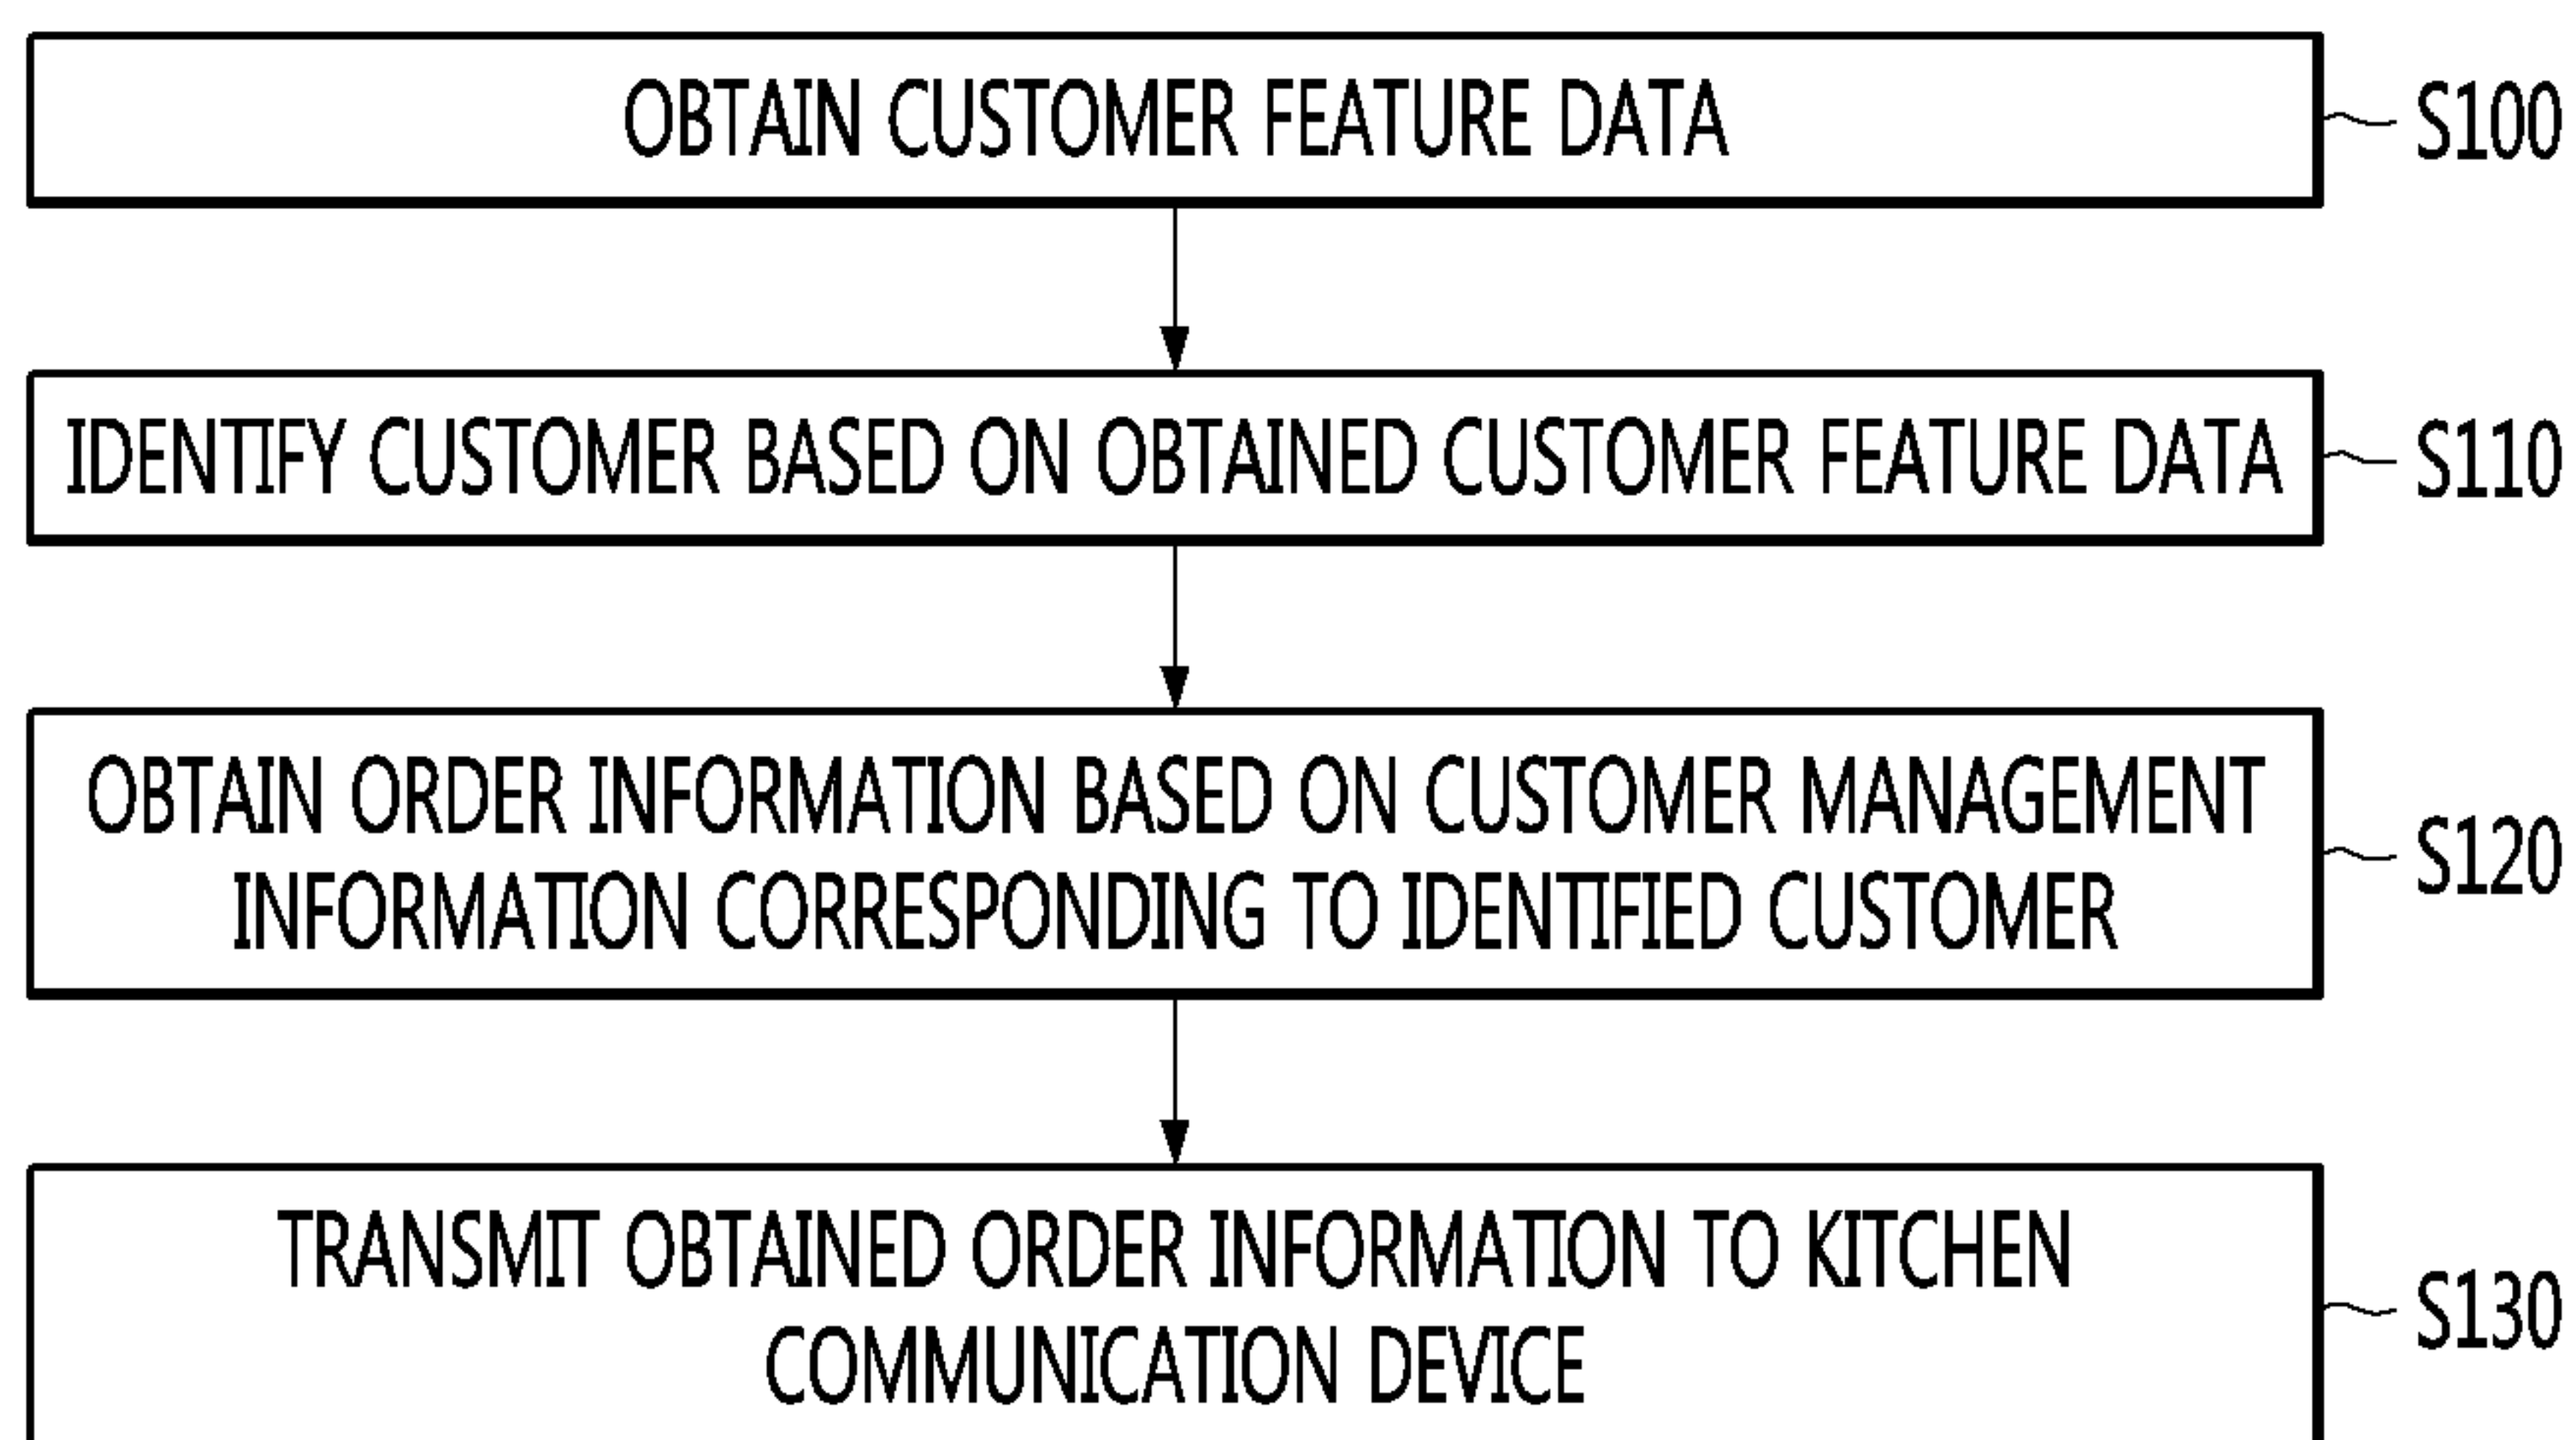 OBTAIN CUSTOMER FEATURE DATA
S100
IDENTIFY CUSTOMER BASED ON OBTAINED CUSTOMER FEATURE DATA
S110
OBTAIN ORDER INFORMATION BASED ON CUSTOMER MANAGEMENT
INFORMATION CORRESPONDING TO IDENTIFIED CUSTOMER
S120
TRANSMIT OBTAINED ORDER INFORMATION TO KITCHEN
COMMUNICATION DEVICE
S130